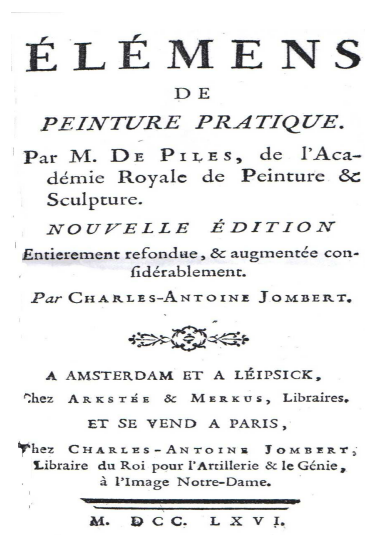 ÉLÉMENS
DE
PEINTURE PRATIQUE.
Par M. DE PILES, de l'Aca-
démie Royale de Peinture &
Sculpture.
NOUVELLE ÉDITION
Entierement refondue, & augmentée con-
sidérablement.
Par CHARLES-ANTOINE JOMBERT.
A AMSTERDAM ET A LÉIPSICK,
Chez ARKSTÉE & MERKUS, Libraires.
ET SE VEND A PARIS,
Chez CHARLES-ANTOINE JOMBERT,
Libraire du Roi pour l'Artillerie & le Génie,
à l'Image Notre-Dame.
M. DCC. LXVI.